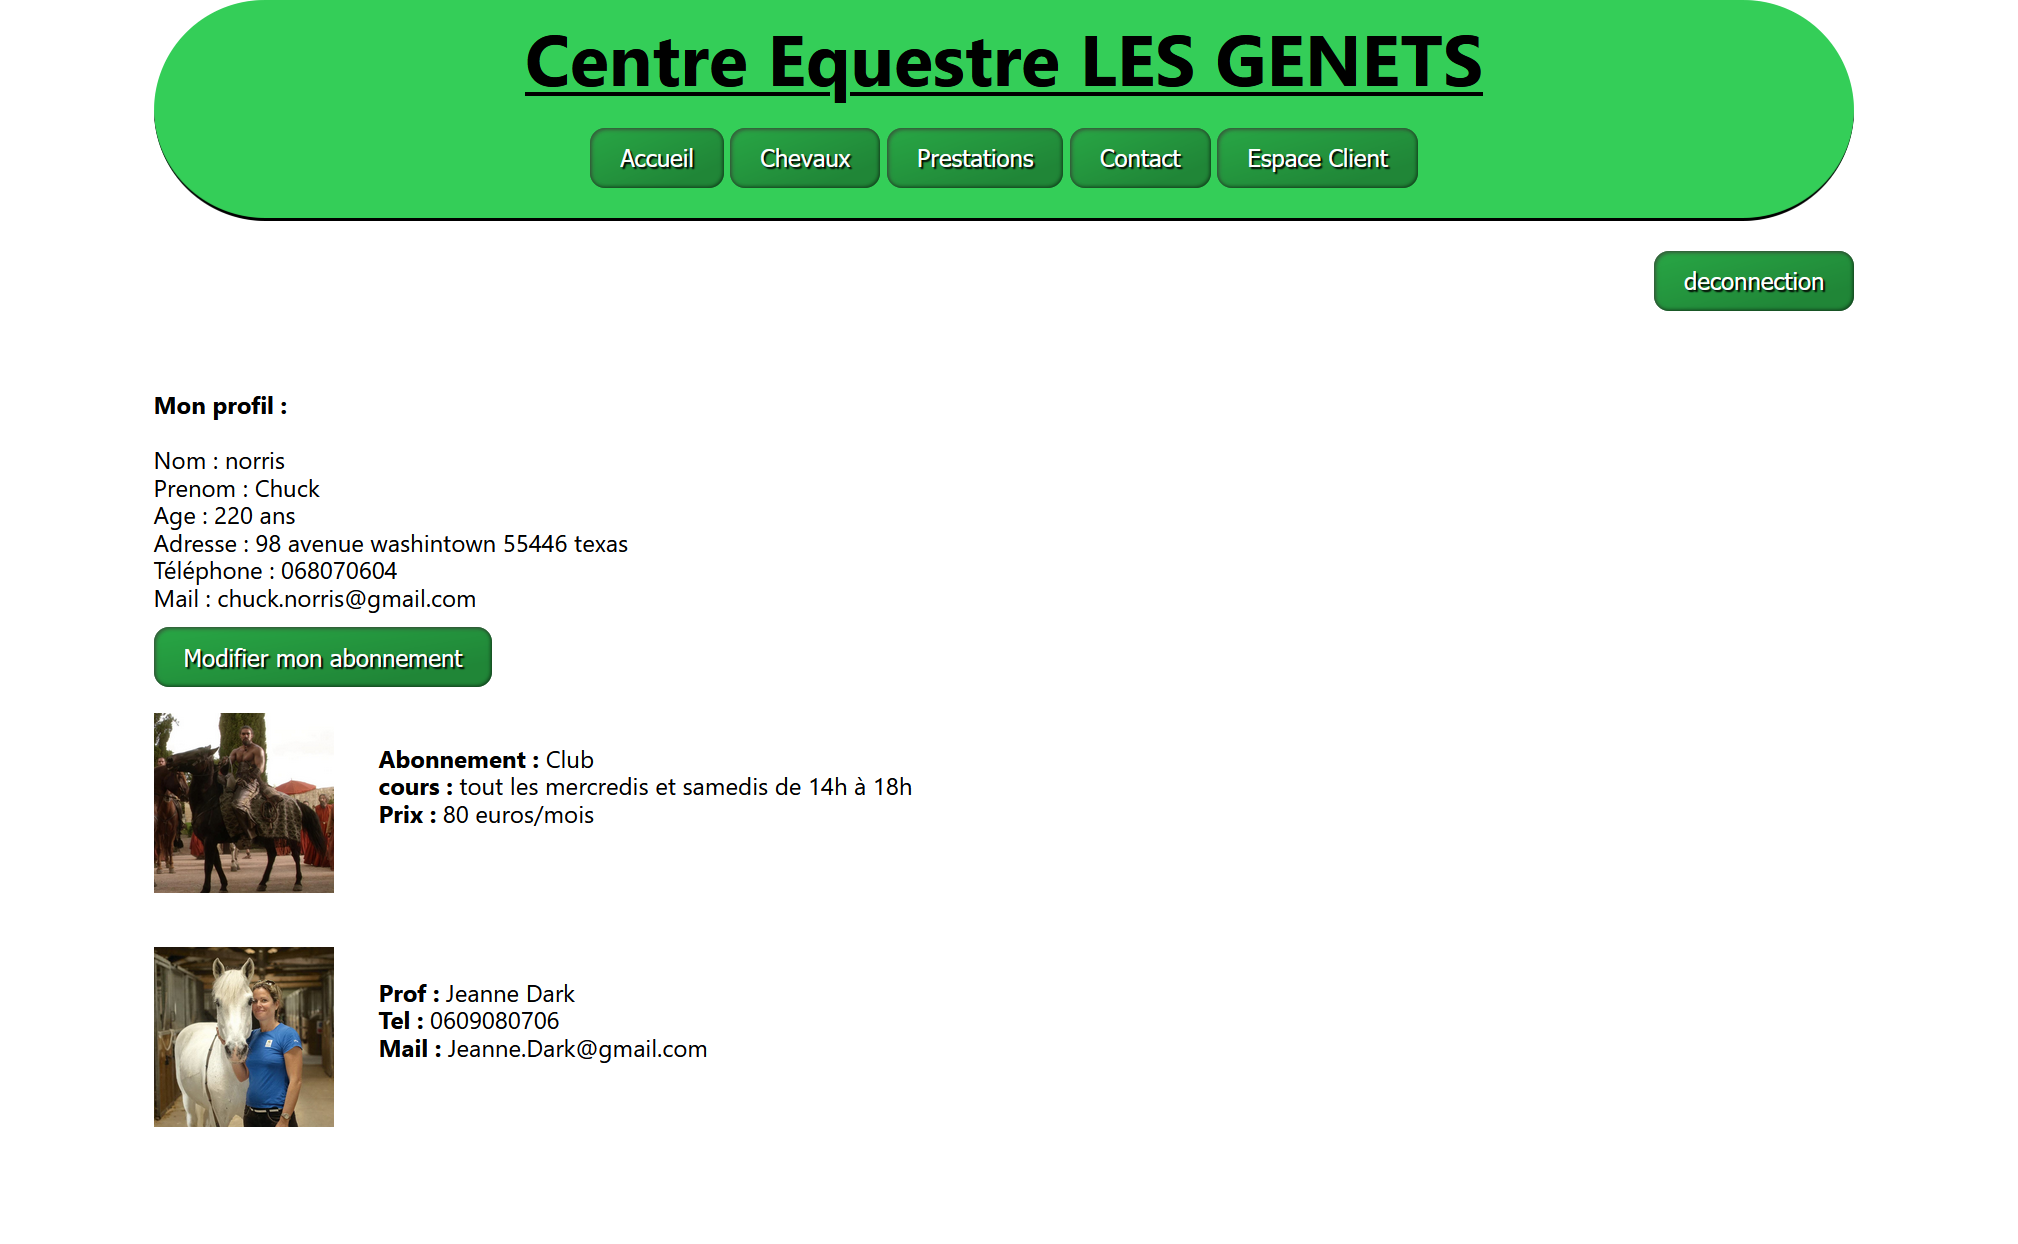 Centre Equestre LES GENETS
Accueil
Chevaux
Prestations
Contact
Espace Client
deconnection
Mon profil :
Nom : norris
Prenom : Chuck
Age : 220 ans
Adresse : 98 avenue washintown 55446 texas
Téléphone : 068070604
Mail : chuck.norris@gmail.com
Modifier mon abonnement
Abonnement : Club
cours : tout les mercredis et samedis de 14h à 18h
Prix : 80 euros/mois
Prof : Jeanne Dark
Tel : 0609080706
Mail : Jeanne.Dark@gmail.com